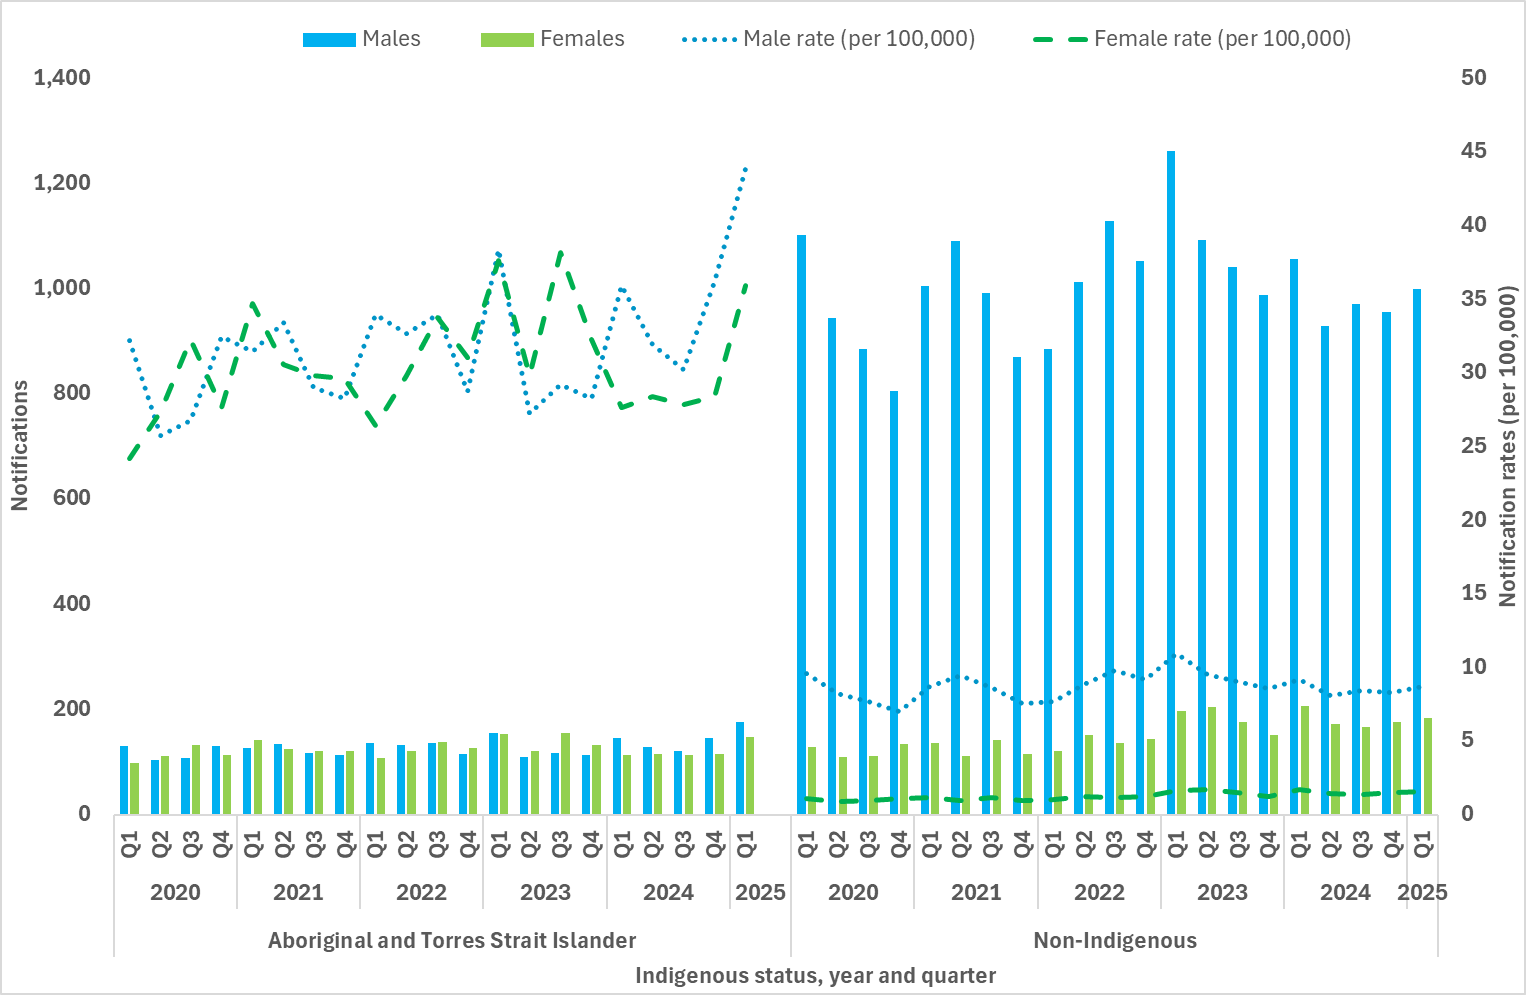 Males Females Male rate (per 100,000) Female rate (per 100,000)
1,400
1,200
1,000
800
600
400
200
0
Notifications
50
45
40
35
30
25
20
15
10
5
0
Notification rates (per 100,000)
Q1 Q2 Q3 Q4 Q1 Q2 Q3 Q4 Q1 Q2 Q3 Q4 Q1 Q2 Q3 Q4 Q1 Q2 Q3 Q4 Q1 Q1 Q2 Q3 Q4 Q1 Q2 Q3 Q4 Q1 Q2 Q3 Q4 Q1 Q2 Q3 Q4 Q1 Q2 Q3 Q4 Q1
2020 2021 2022 2023 2024 2025 2020 2021 2022 2023 2024 2025
Aboriginal and Torres Strait Islander Non-Indigenous
Indigenous status, year and quarter